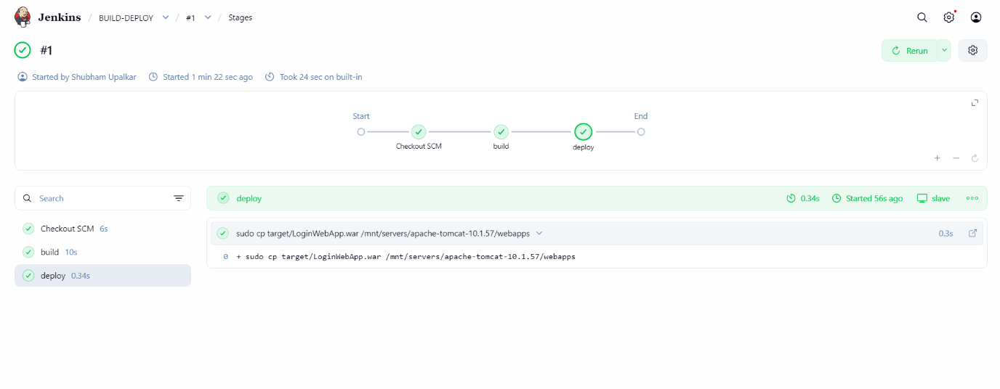 Jenkins / BUILD-DEPLOY / #1 / Stages
#1
Rerun
Started by Shubham Upalkar Started 1 min 22 sec ago Took 24 sec on built-in
Start End
Checkout SCM build deploy
Search
deploy 0.34s Started 56s ago slave
Checkout SCM 6s
build 10s
deploy 0.34s
sudo cp target/LoginWebApp.war /mnt/servers/apache-tomcat-10.1.57/webapps 0.3s
0 + sudo cp target/LoginWebApp.war /mnt/servers/apache-tomcat-10.1.57/webapps